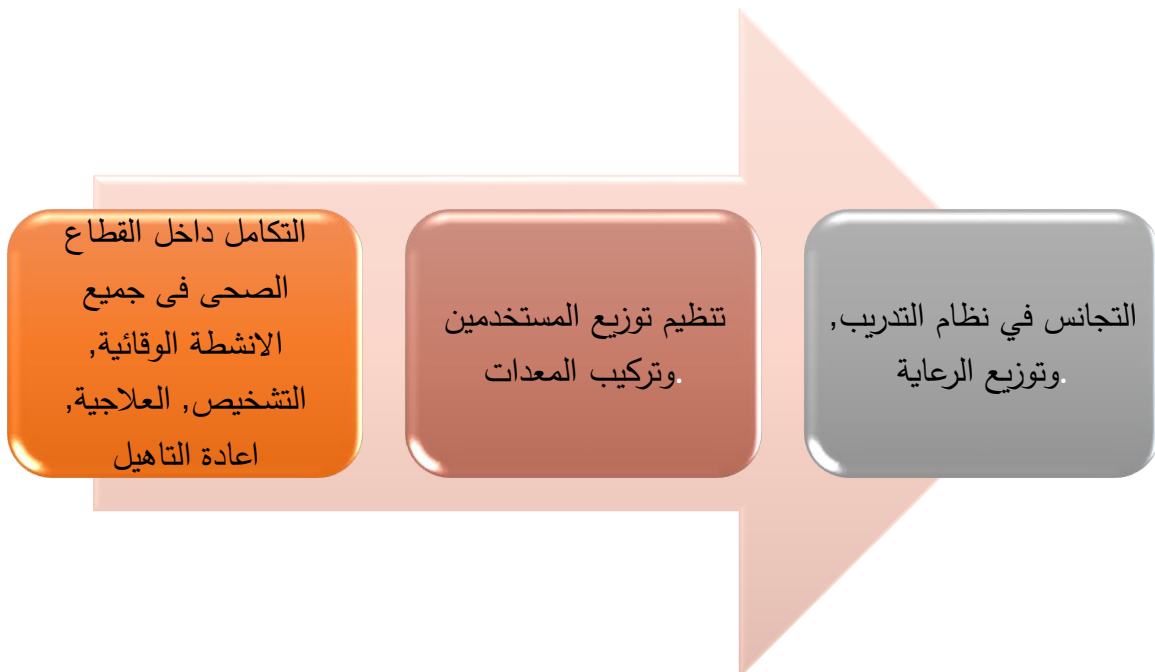 التكامل داخل القطاع
الصحى فى جميع
الانشطة الوقائية,
التشخيص, العلاجية,
اعادة التاهيل
تنظيم توزيع المستخدمين
.وتركيب المعدات
التجانس في نظام التدريب,
.وتوزيع الرعاية